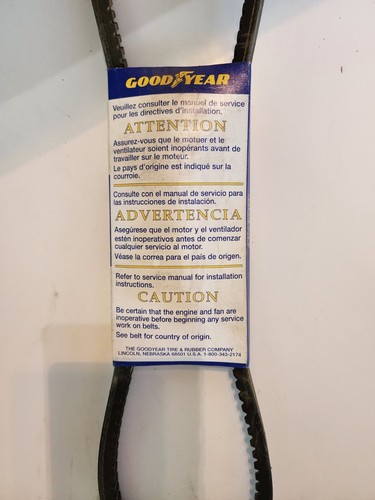 GOODYEAR
Veuillez consulter le manuel de service
pour les directives d'installation.
ATTENTION
Assurez-vous que le motuer et le
ventilateur soient inopérants avant de
travailler sur le moteur.
Le pays d'origine est indiqué sur la
courroie.
Consulte con el manual de servicio para
las instrucciones de instalación.
ADVERTENCIA
Asegúrese que el motor y el ventilador
estén inoperativos antes de comenzar
cualquier servicio al motor.
Véase la correa para el país de origen.
Refer to service manual for installation
instructions.
CAUTION
Be certain that the engine and fan are
inoperative before beginning any service
work on belts.
See belt for country of origin.
THE GOODYEAR TIRE & RUBBER COMPANY
LINCOLN, NEBRASKA 68501 U.S.A. 1-800-343-2174